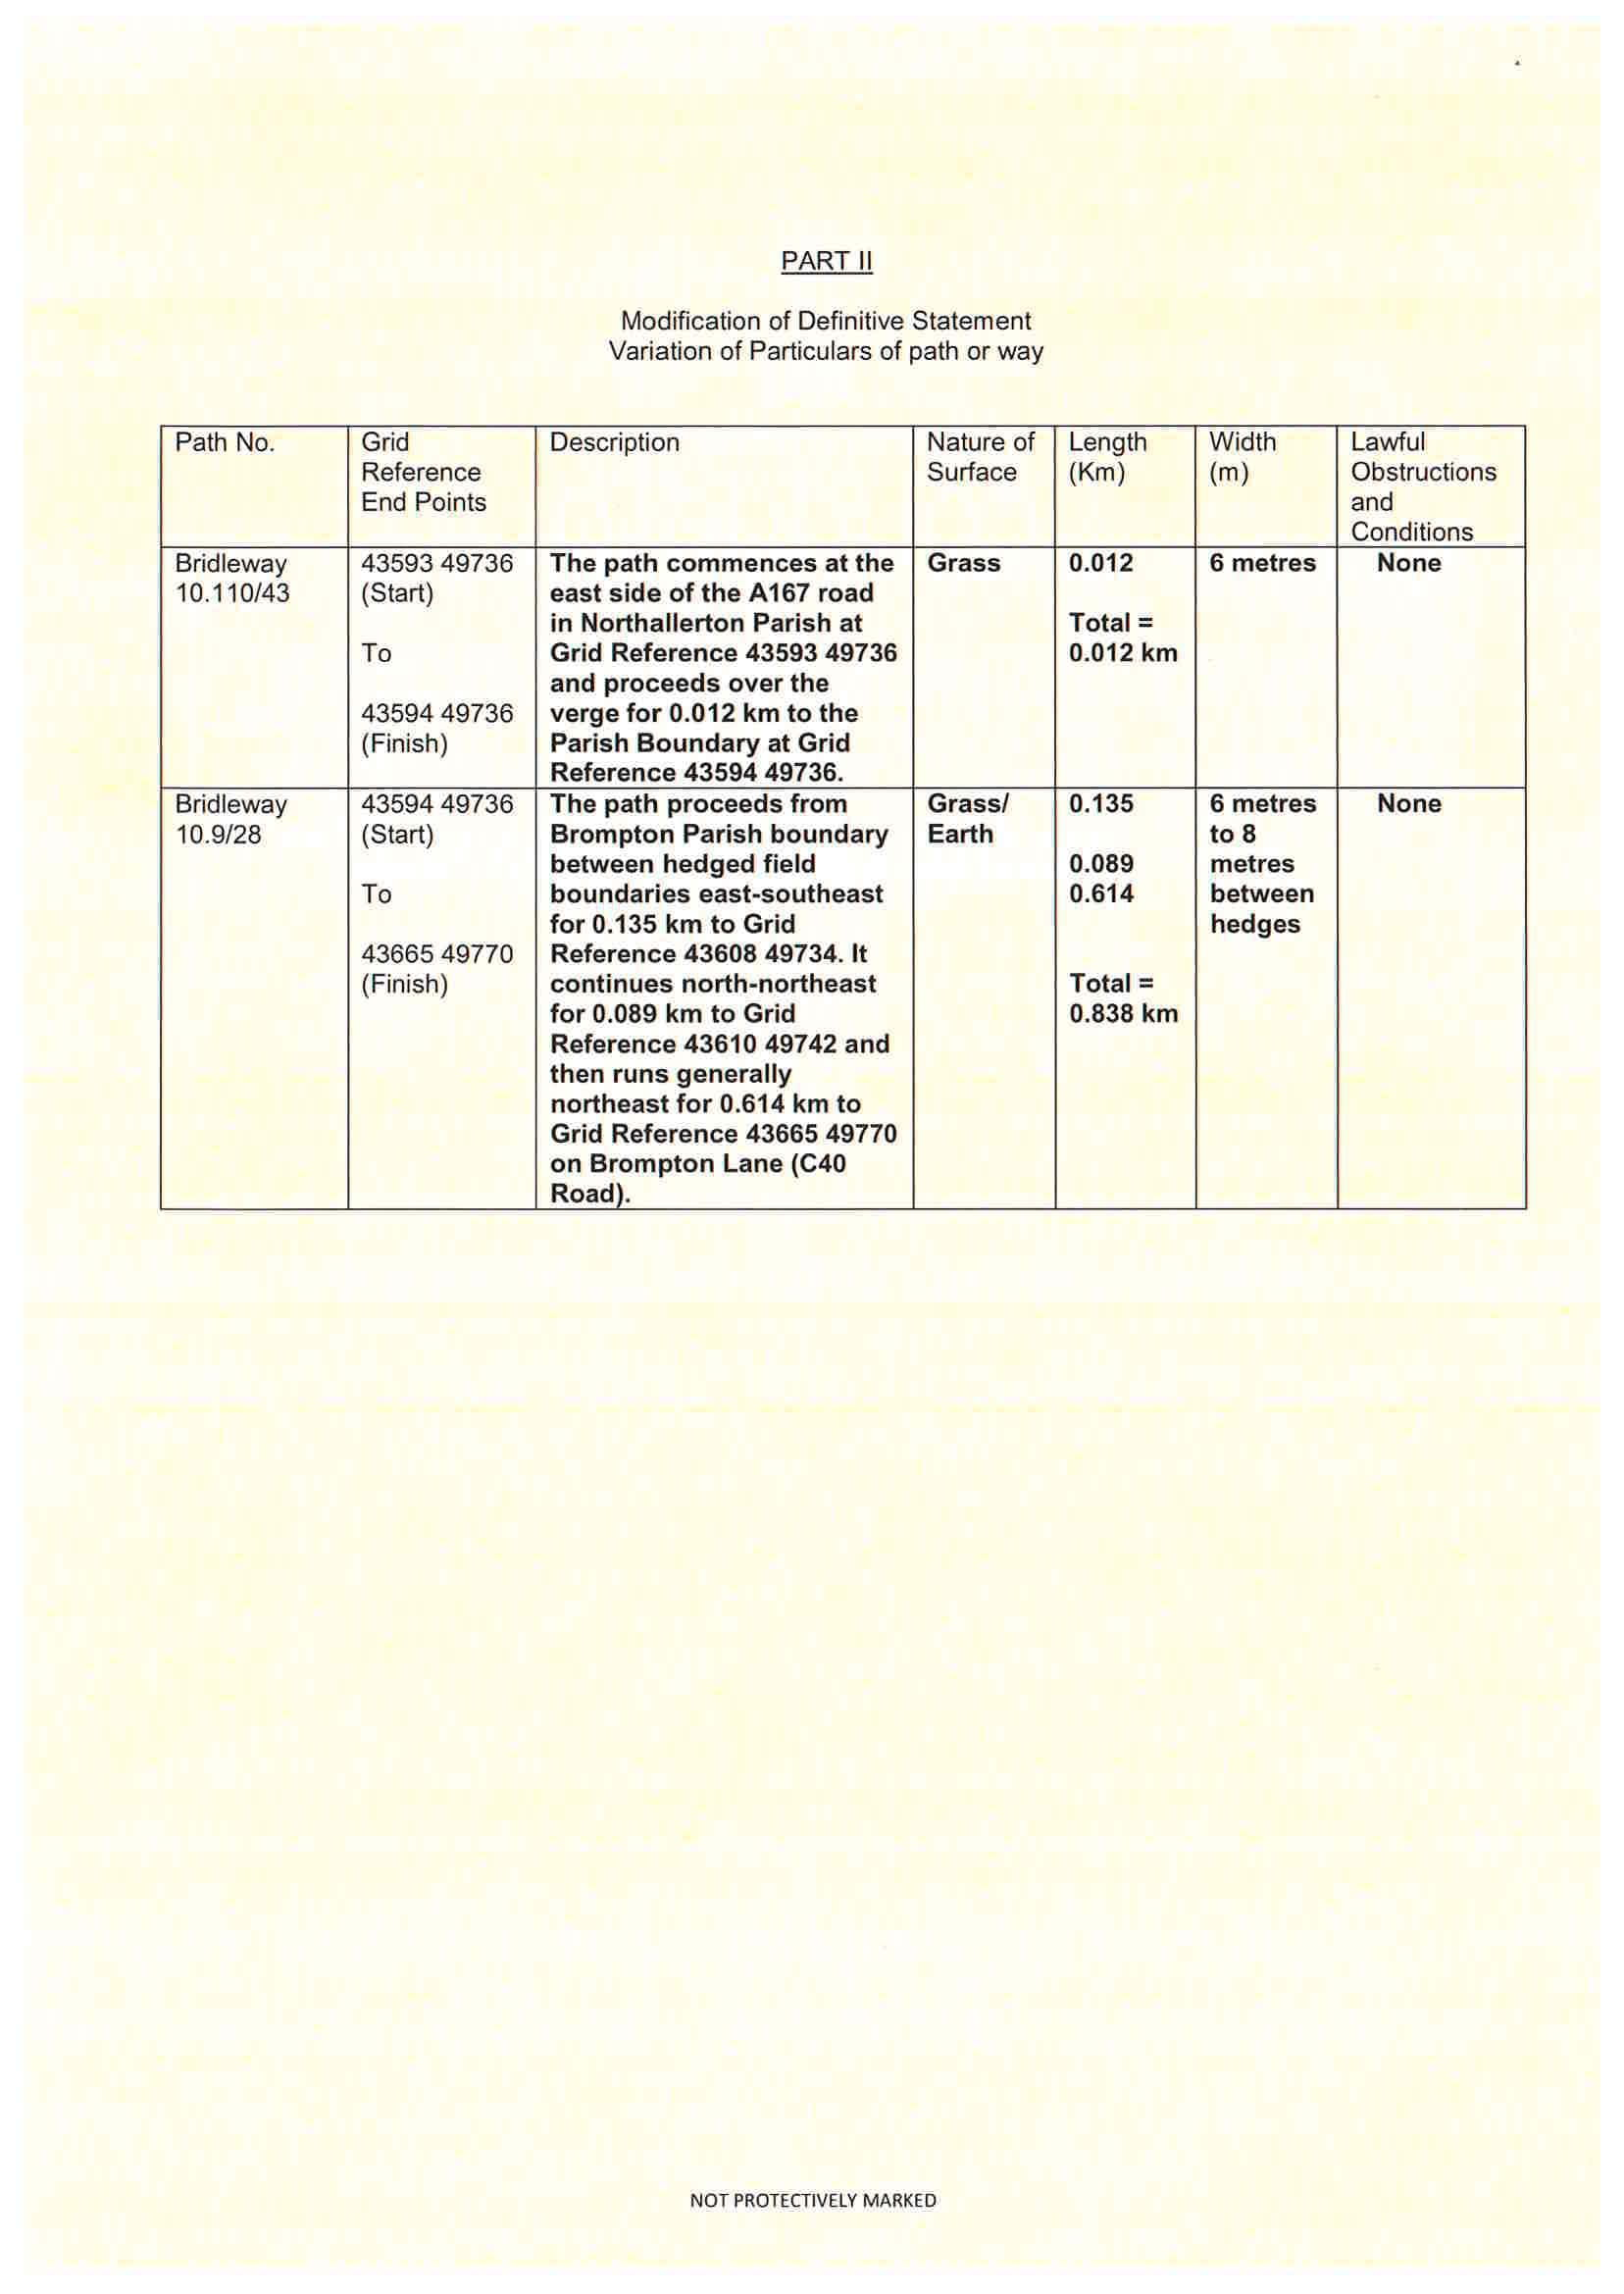 PART II
Modification of Definitive Statement
Variation of Particulars of path or way
Path No.
Grid
Reference
End Points
Description
Nature of
Surface
Length
(Km)
Width
(m)
Lawful
Obstructions
and
Conditions
Bridleway
10.110/43
43593 49736
(Start)
To
43594 49736
(Finish)
The path commences at the
east side of the A167 road
in Northallerton Parish at
Grid Reference 43593 49736
and proceeds over the
verge for 0.012 km to the
Parish Boundary at Grid
Reference 43594 49736.
Grass
0.012
Total =
0.012 km
6 metres
None
Bridleway
10.9/28
43594 49736
(Start)
To
43665 49770
(Finish)
The path proceeds from
Brompton Parish boundary
between hedged field
boundaries east-southeast
for 0.135 km to Grid
Reference 43608 49734. It
continues north-northeast
for 0.089 km to Grid
Reference 43610 49742 and
then runs generally
northeast for 0.614 km to
Grid Reference 43665 49770
on Brompton Lane (C40
Road).
Grass/
Earth
0.135
0.089
0.614
Total =
0.838 km
6 metres
to 8
metres
between
hedges
None
NOT PROTECTIVELY MARKED